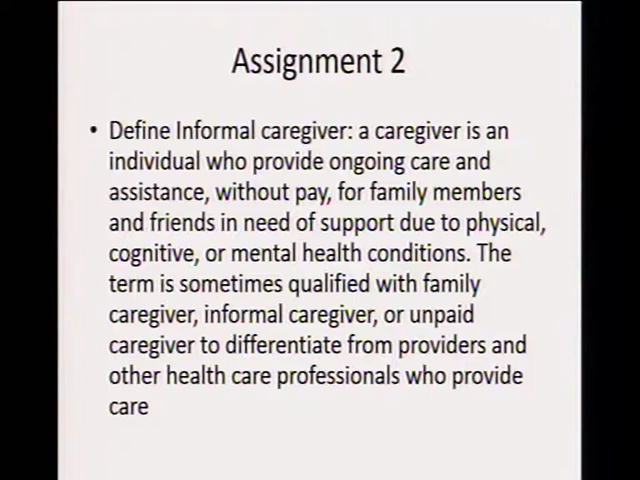 Assignment 2
• Define Informal caregiver: a caregiver is an
individual who provide ongoing care and
assistance, without pay, for family members
and friends in need of support due to physical,
cognitive, or mental health conditions. The
term is sometimes qualified with family
caregiver, informal caregiver, or unpaid
caregiver to differentiate from providers and
other health care professionals who provide
care